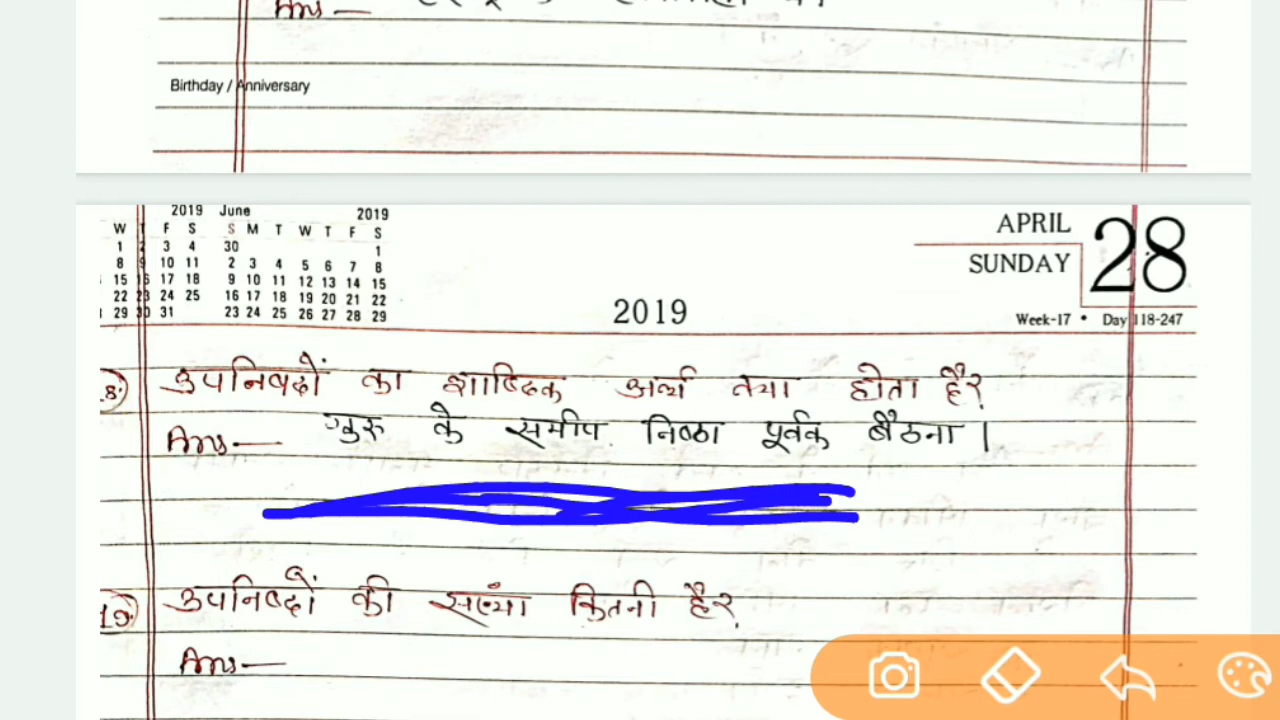 Ans —
Birthday / Anniversary
2019 June 2019
W T F S S M T W T F S
1 2 3 4 30 1
8 9 10 11 2 3 4 5 6 7 8
15 16 17 18 9 10 11 12 13 14 15
22 23 24 25 16 17 18 19 20 21 22
29 30 31 23 24 25 26 27 28 29
2019
APRIL
SUNDAY
28
Week-17 • Day 118-247
8. उपनिषदों का शाब्दिक अर्थ क्या होता है?
Ans — गुरु के समीप निष्ठा पूर्वक बैठना।
19. उपनिषदों की सख्यां कितनी है?
Ans —